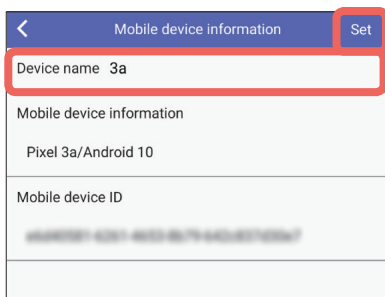 Mobile device information Set
Device name 3a
Mobile device information
Pixel 3a/Android 10
Mobile device ID